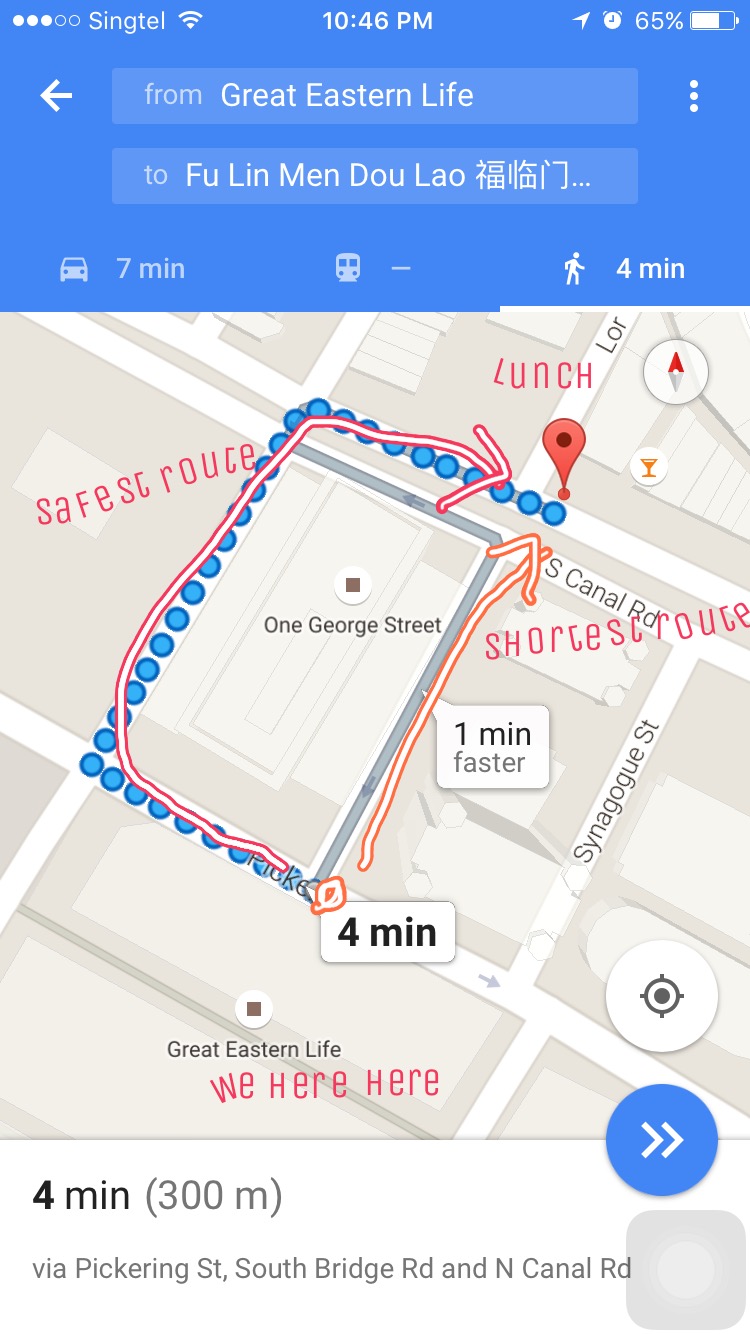 Singtel 10:46 PM 65%
from Great Eastern Life
to Fu Lin Men Dou Lao 福临门...
7 min — 4 min
Lor
LUNCH
Safest route
S Canal Rd
One George Street
Shortest route
1 min
faster
Synagogue St
Picke
4 min
Great Eastern Life
We Here Here
4 min (300 m)
via Pickering St, South Bridge Rd and N Canal Rd